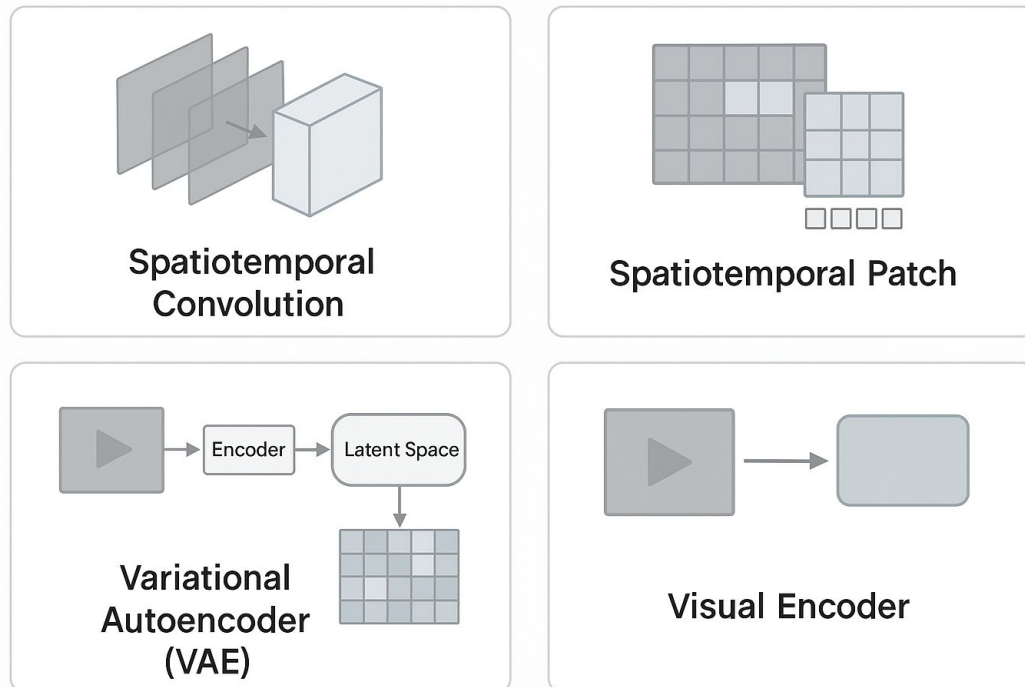 Spatiotemporal
Convolution
Spatiotemporal Patch
Encoder
Latent Space
Variational
Autoencoder
(VAE)
Visual Encoder